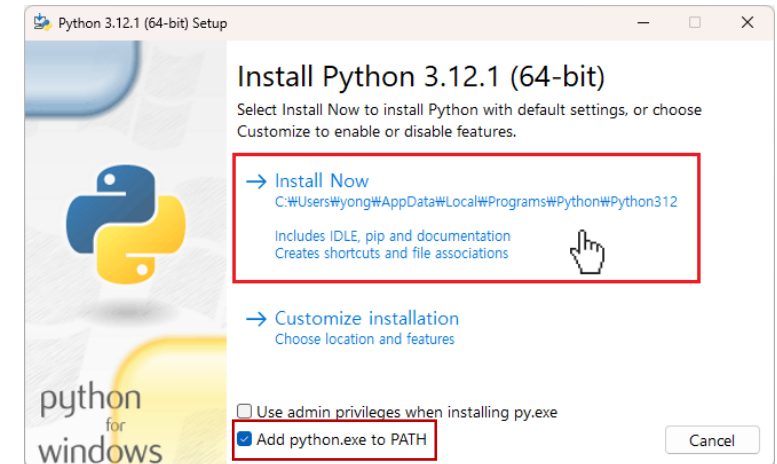 Python 3.12.1 (64-bit) Setup
Install Python 3.12.1 (64-bit)
Select Install Now to install Python with default settings, or choose
Customize to enable or disable features.
→ Install Now
C:₩Users₩yong₩AppData₩Local₩Programs₩Python₩Python312
Includes IDLE, pip and documentation
Creates shortcuts and file associations
→ Customize installation
Choose location and features
python
for
windows
Use admin privileges when installing py.exe
Add python.exe to PATH
Cancel